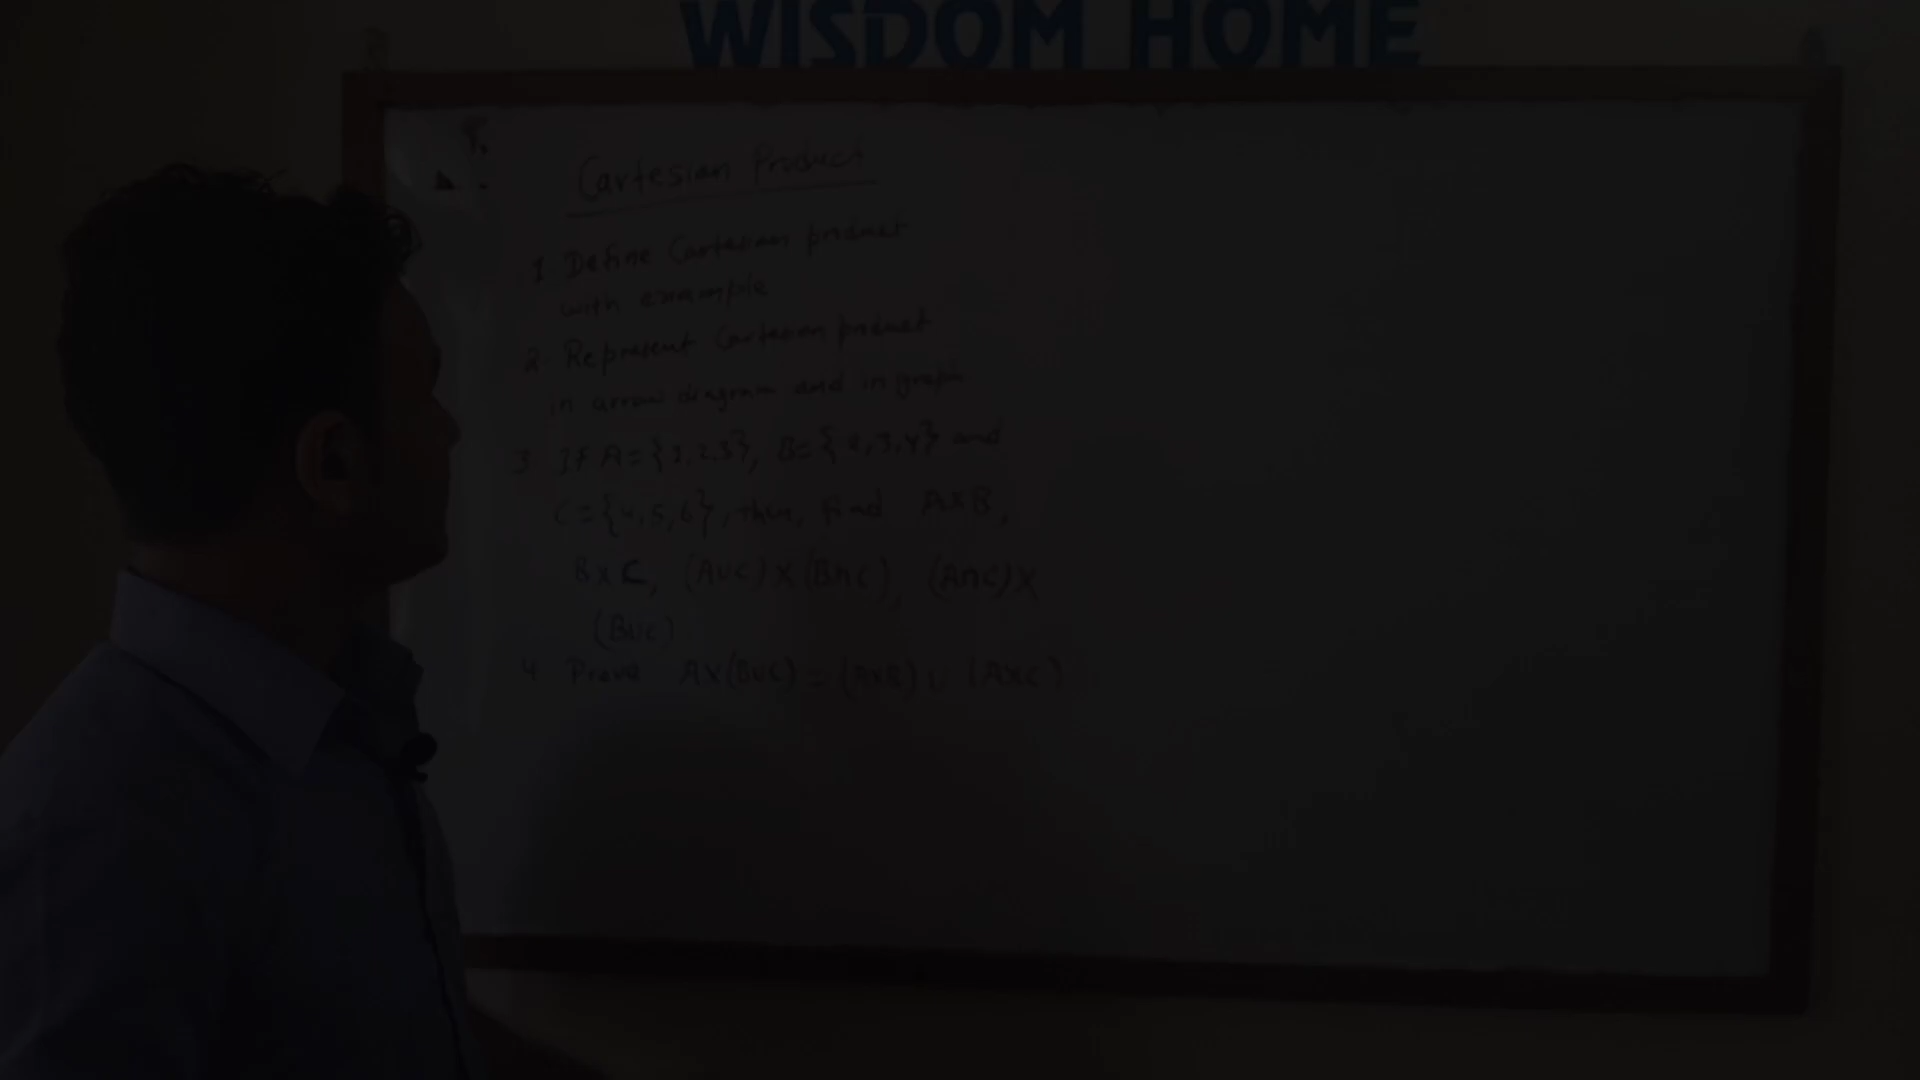 WISDOM HOME
Cartesian Product
1 Define Cartesian product
with example
2. Represent Cartesian product
in arrow diagram and in graph
3 If A = {1,2,3}, B = {2,3,4} and
C = {4,5,6}, then, find A×B,
B×C, (A∪C)×(B∩C), (A∩C)×
(B∪C)
4 Prove A×(B∪C) = (A×B)∪(A×C)